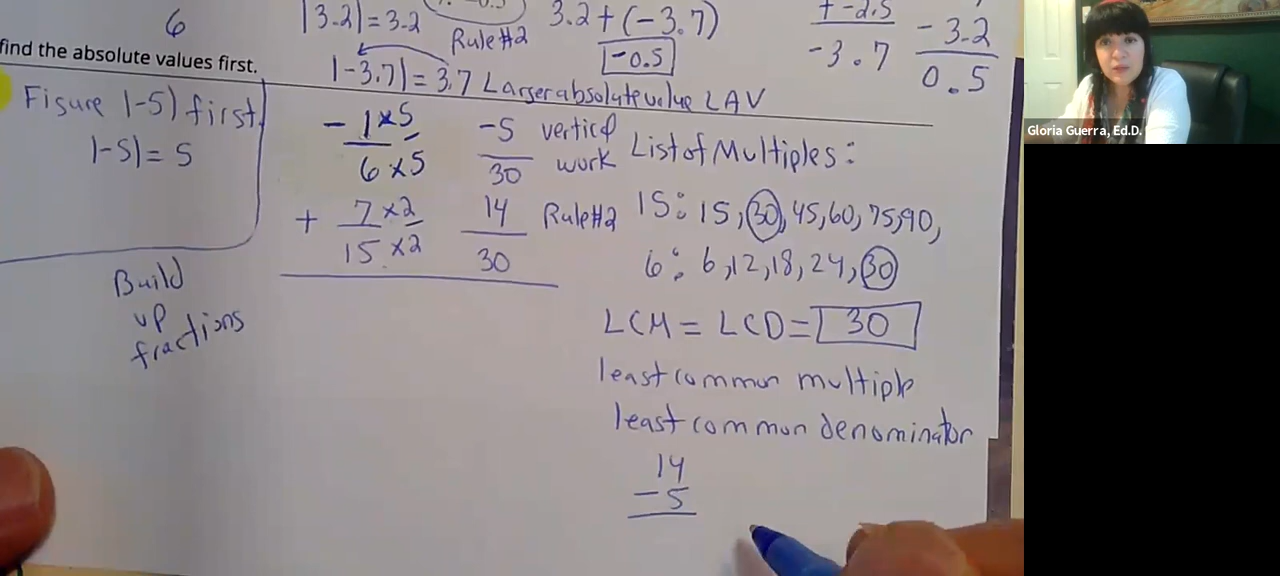 6
find the absolute values first.
|3.2| = 3.2
Rule#2
3.2 + (-3.7)
-0.5
+ -2.5
-3.7
-3.2
0.5
|-3.7| = 3.7 Larger absolute value LAV
Figure |-5| first.
|-5| = 5
Build
up
fractions
- 1 x 5
6 x 5
+ 7 x 2
15 x 2
-5
30
14
30
vertical
work
Rule#2
List of Multiples:
15: 15, 30, 45, 60, 75, 90,
6: 6, 12, 18, 24, 30
LCM = LCD = 30
least common multiple
least common denominator
14
- 5
Gloria Guerra, Ed.D.